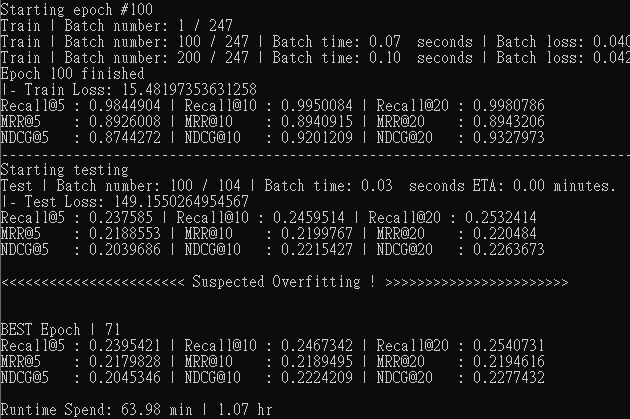 Starting epoch #100
Train | Batch number: 1 / 247
Train | Batch number: 100 / 247 | Batch time: 0.07  seconds | Batch loss: 0.040
Train | Batch number: 200 / 247 | Batch time: 0.10  seconds | Batch loss: 0.042
Epoch 100 finished
|- Train Loss: 15.48197353631258
Recall@5 : 0.9844904 | Recall@10 : 0.9950084 | Recall@20 : 0.9980786
MRR@5    : 0.8926008 | MRR@10    : 0.8940915 | MRR@20    : 0.8943206
NDCG@5   : 0.8744272 | NDCG@10   : 0.9201209 | NDCG@20   : 0.9327973
-------------------------------------------------------------------------------
Starting testing
Test | Batch number: 100 / 104 | Batch time: 0.03  seconds ETA: 0.00 minutes.
|- Test Loss: 149.1550264954567
Recall@5 : 0.237585 | Recall@10 : 0.2459514 | Recall@20 : 0.2532414
MRR@5    : 0.2188553 | MRR@10    : 0.2199767 | MRR@20    : 0.220484
NDCG@5   : 0.2039686 | NDCG@10   : 0.2215427 | NDCG@20   : 0.2263673
<<<<<<<<<<<<<<<<<<<<<<< Suspected Overfitting ! >>>>>>>>>>>>>>>>>>>>>>>
BEST Epoch | 71
Recall@5 : 0.2395421 | Recall@10 : 0.2467342 | Recall@20 : 0.2540731
MRR@5    : 0.2179828 | MRR@10    : 0.2189495 | MRR@20    : 0.2194616
NDCG@5   : 0.2045346 | NDCG@10   : 0.2224209 | NDCG@20   : 0.2277432
Runtime Spend: 63.98 min | 1.07 hr